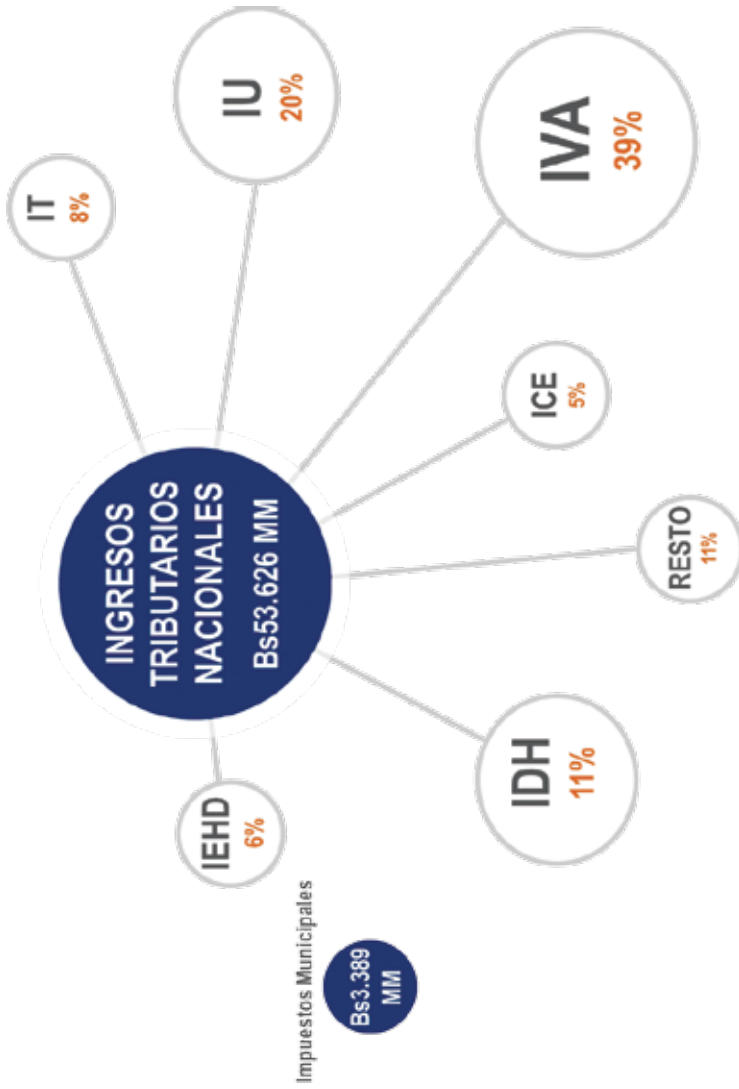 Impuestos Municipales
Bs3.389
MM
IEHD
6%
INGRESOS
TRIBUTARIOS
NACIONALES
Bs53.626 MM
IT
8%
IU
20%
IDH
11%
RESTO
11%
ICE
5%
IVA
39%